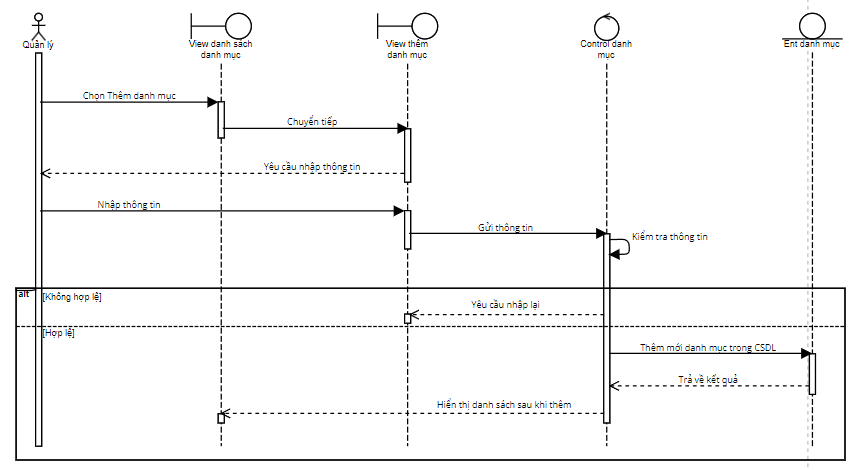 Quản lý
View danh sách
danh mục
View thêm
danh mục
Control danh
mục
Ent danh mục
Chọn Thêm danh mục
Chuyển tiếp
Yêu cầu nhập thông tin
Nhập thông tin
Gửi thông tin
Kiểm tra thông tin
alt
[Không hợp lệ]
Yêu cầu nhập lại
[Hợp lệ]
Thêm mới danh mục trong CSDL
Trả về kết quả
Hiển thị danh sách sau khi thêm